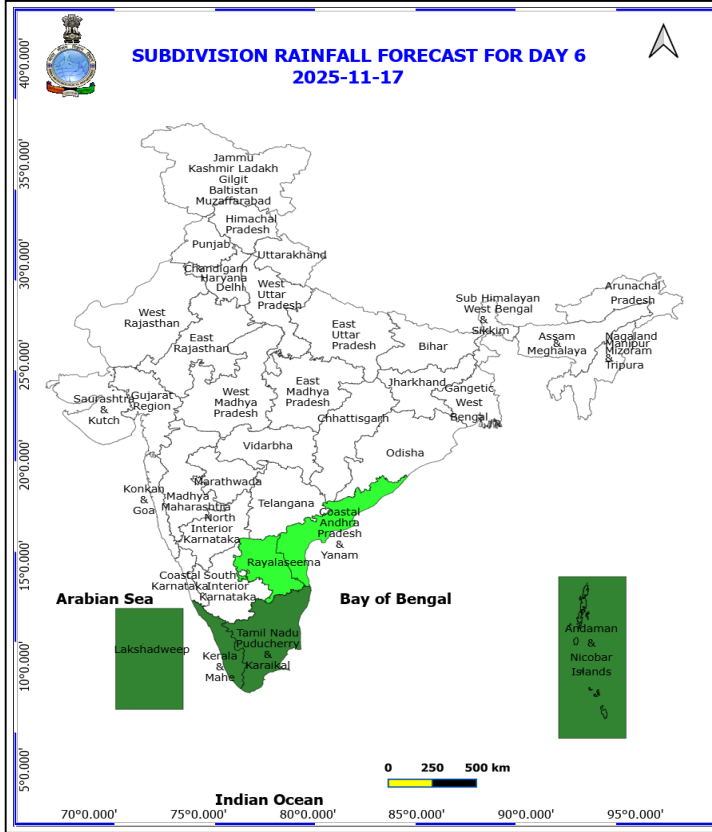 SUBDIVISION RAINFALL FORECAST FOR DAY 6
2025-11-17
40°0.000'
35°0.000'
30°0.000'
25°0.000'
20°0.000'
15°0.000'
10°0.000'
5°0.000'
Jammu
Kashmir Ladakh
Gilgit
Baltistan
Muzaffarabad
Himachal
Pradesh
Punjab
Uttarakhand
Chandigarh
Haryana
Delhi
West
Uttar
Pradesh
West
Rajasthan
East
Rajasthan
East
Uttar
Pradesh
Bihar
Sub Himalayan
West Bengal
&
Sikkim
Arunachal
Pradesh
Assam
&
Meghalaya
Nagaland
Manipur
Mizoram
&
Tripura
Saurashtra
&
Kutch
Gujarat
Region
West
Madhya
Pradesh
East
Madhya
Pradesh
Jharkhand
Gangetic
West
Bengal
Chhattisgarh
Odisha
Vidarbha
Konkan
&
Goa
Madhya
Maharashtra
Marathwada
Telangana
North
Interior
Karnataka
Coastal
Andhra
Pradesh
&
Yanam
Rayalaseema
Coastal
Karnataka
South
Interior
Karnataka
Arabian Sea
Bay of Bengal
Lakshadweep
Kerala
&
Mahe
Tamil Nadu
Puducherry
&
Karaikal
Andaman
&
Nicobar
Islands
0 250 500 km
Indian Ocean
70°0.000' 75°0.000' 80°0.000' 85°0.000' 90°0.000' 95°0.000'